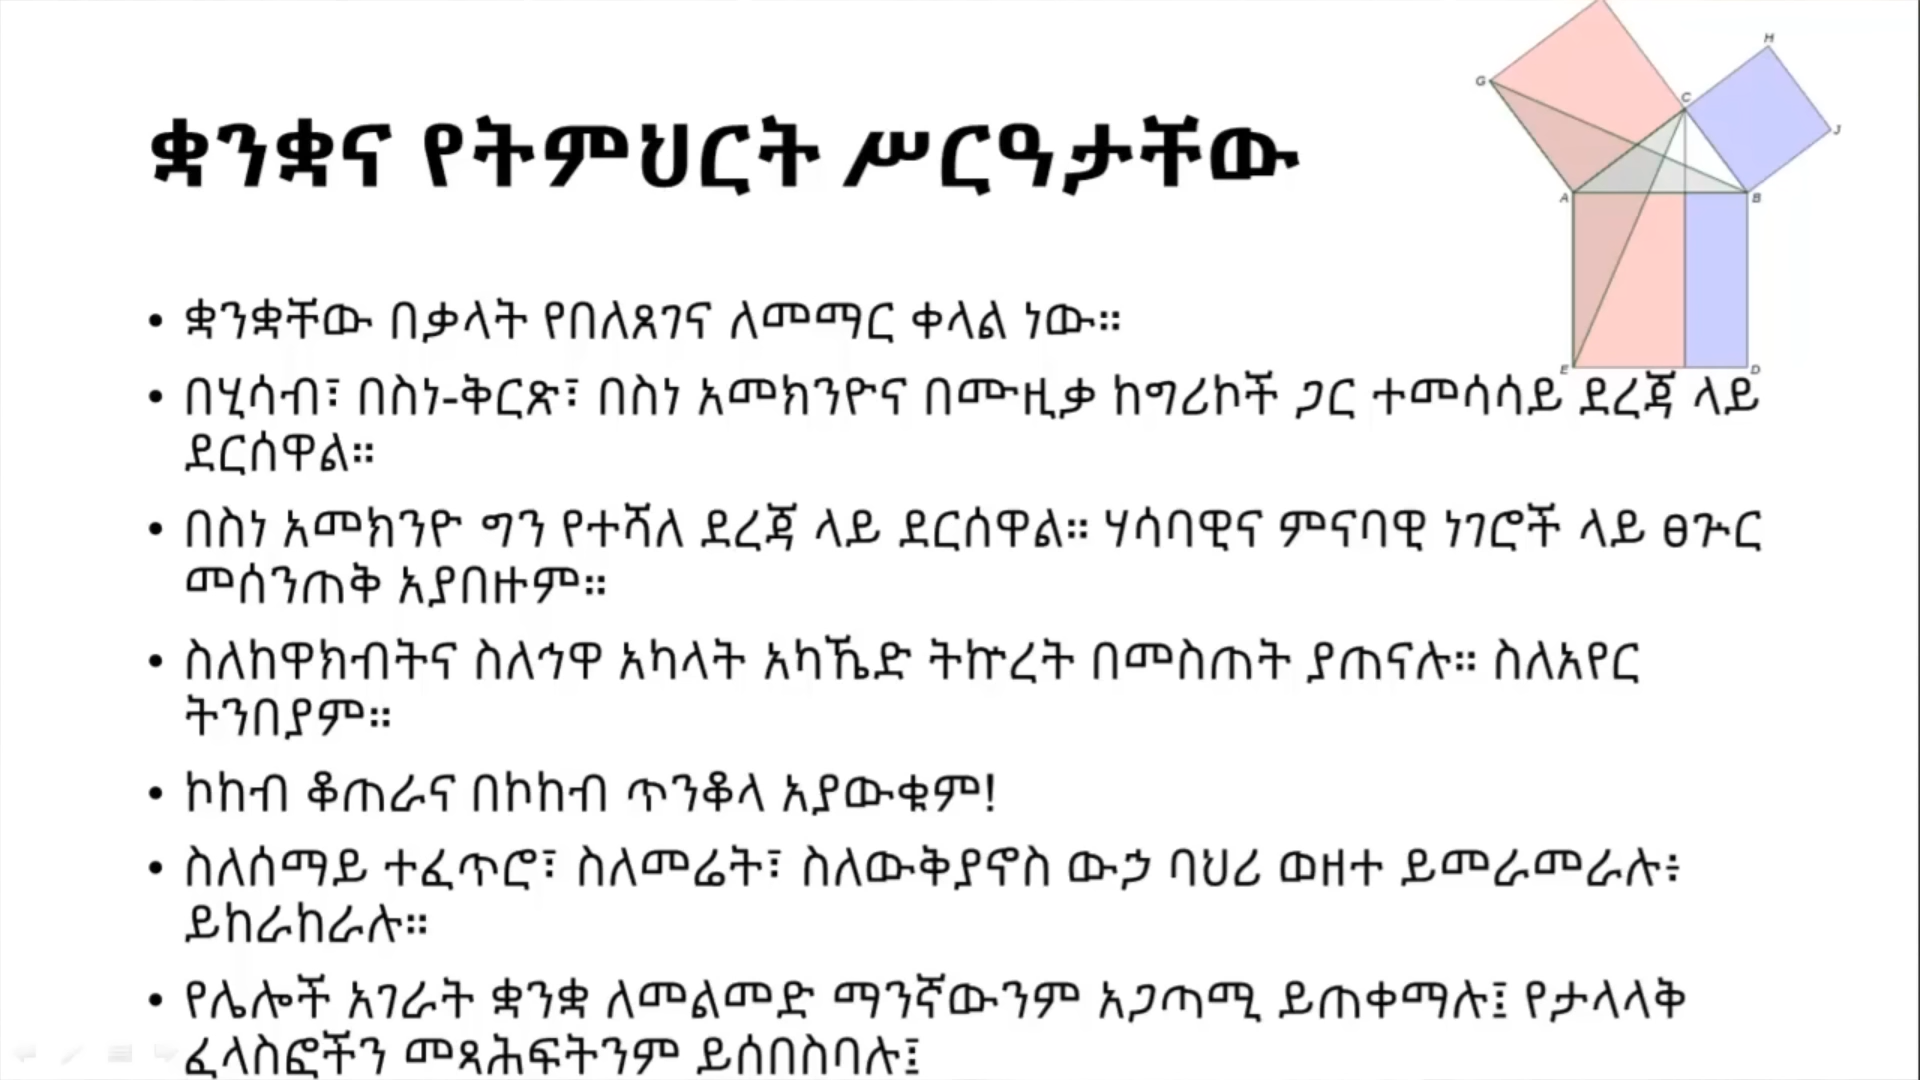 ቋንቋና የትምህርት ሥርዓታቸው
G
H
C
J
A
B
E
D
• ቋንቋቸው በቃላት የበለጸገና ለመማር ቀላል ነው።
• በሂሳብ፣ በስነ-ቅርጽ፣ በስነ አመክንዮና በሙዚቃ ከግሪኮች ጋር ተመሳሳይ ደረጃ ላይ
ደርሰዋል።
• በስነ አመክንዮ ግን የተሻለ ደረጃ ላይ ደርሰዋል። ሃሳባዊና ምናባዊ ነገሮች ላይ ፀጕር
መሰንጠቅ አያበዙም።
• ስለከዋክብትና ስለኅዋ አካላት አካኼድ ትኵረት በመስጠት ያጠናሉ። ስለአየር
ትንበያም።
• ኮከብ ቆጠራና በኮከብ ጥንቆላ አያውቁም!
• ስለሰማይ ተፈጥሮ፣ ስለመሬት፣ ስለውቅያኖስ ውኃ ባህሪ ወዘተ ይመራመራሉ፥
ይከራከራሉ።
• የሌሎች አገራት ቋንቋ ለመልመድ ማንኛውንም አጋጣሚ ይጠቀማሉ፤ የታላላቅ
ፈላስፎችን መጻሕፍትንም ይሰበስባሉ፤